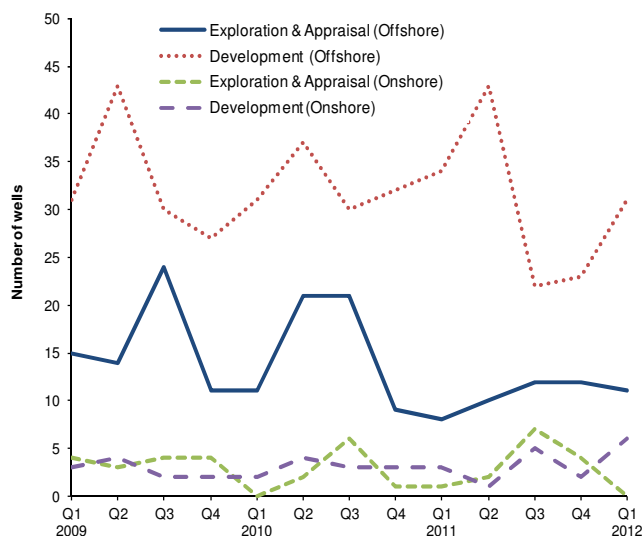 50
45
40
35
30
25
20
15
10
5
0
Number of wells
Exploration & Appraisal (Offshore)
Development (Offshore)
Exploration & Appraisal (Onshore)
Development (Onshore)
Q1 Q2 Q3 Q4 Q1 Q2 Q3 Q4 Q1 Q2 Q3 Q4 Q1
2009 2010 2011 2012